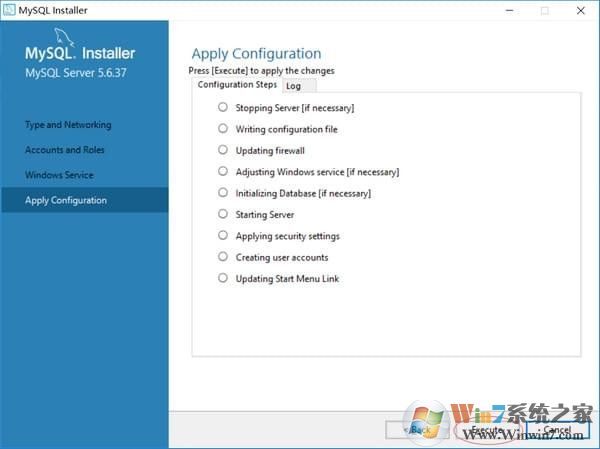 MySQL Installer
MySQL. Installer
MySQL Server 5.6.37
Type and Networking
Accounts and Roles
Windows Service
Apply Configuration
Apply Configuration
Press [Execute] to apply the changes
Configuration Steps
Log
Stopping Server [if necessary]
Writing configuration file
Updating firewall
Adjusting Windows service [if necessary]
Initializing Database [if necessary]
Starting Server
Applying security settings
Creating user accounts
Updating Start Menu Link
< Back
Execute
Cancel
Win7系统之家
Www.Winwin7.com